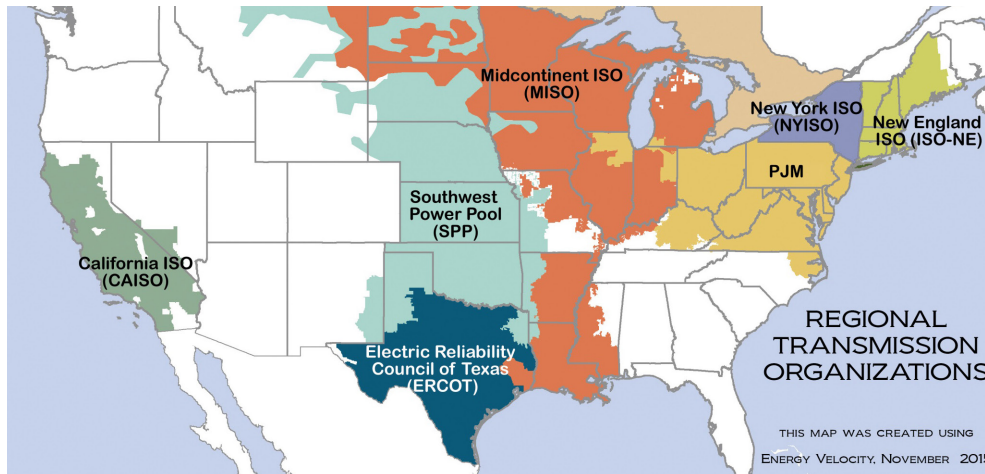 Midcontinent ISO
(MISO)
New York ISO
(NYISO)
New England
ISO (ISO-NE)
PJM
Southwest
Power Pool
(SPP)
California ISO
(CAISO)
Electric Reliability
Council of Texas
(ERCOT)
REGIONAL
TRANSMISSION
ORGANIZATIONS
THIS MAP WAS CREATED USING
ENERGY VELOCITY, NOVEMBER 2015